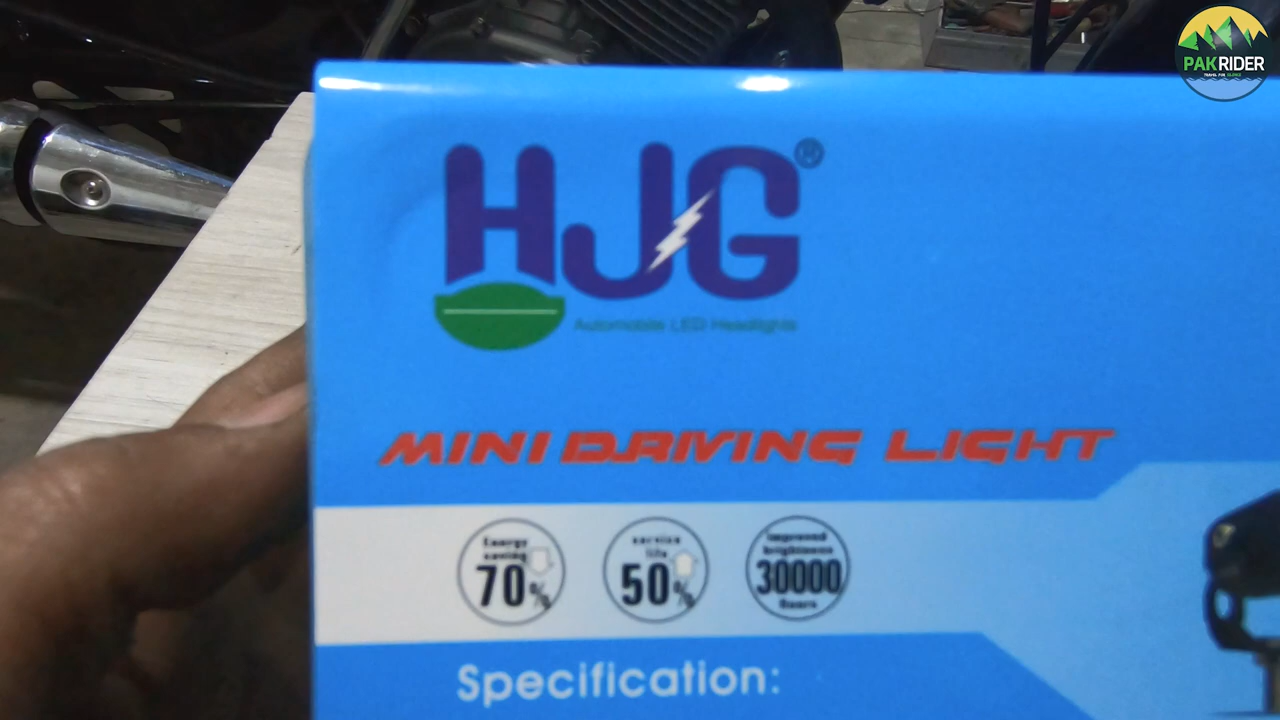 PAKRIDER
HJG®
Automobile LED Headlights
MINI DRIVING LIGHT
Energy
saving
70%
service
life
50%
improved
brightness
30000
Hours
Specification: